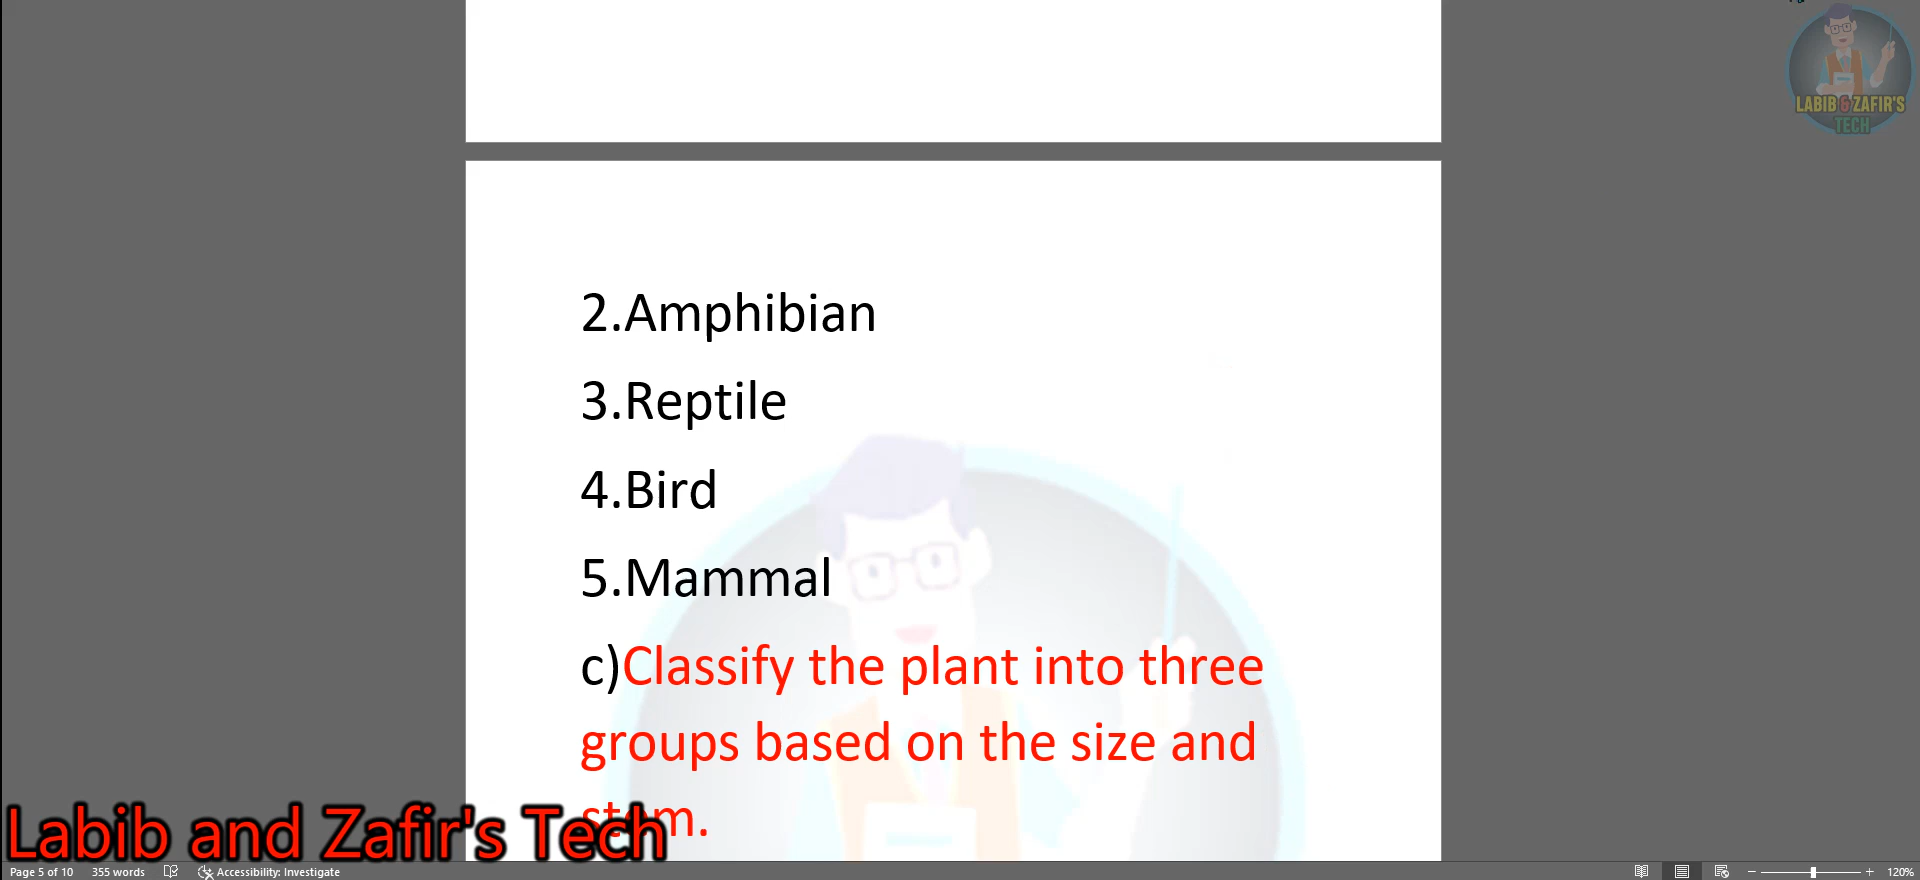 LABIB & ZAFIR'S
TECH
2.Amphibian
3.Reptile
4.Bird
5.Mammal
c)Classify the plant into three
groups based on the size and
stem.
Labib and Zafir's Tech
Page 5 of 10 355 words Accessibility: Investigate 120%